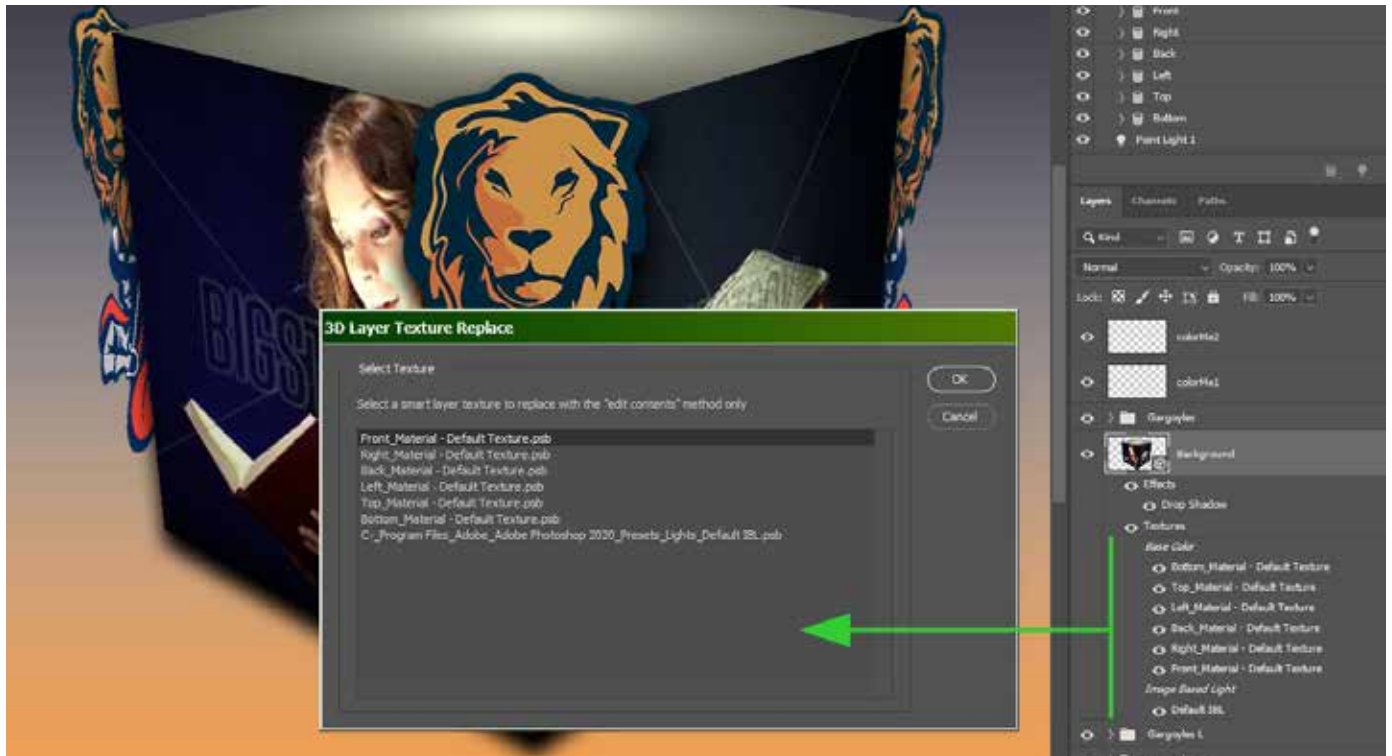 Front
Right
Back
Left
Top
Bottom
Point Light 1
Layers Channels Paths
Kind
Normal Opacity: 100%
Lock: Fill: 100%
colorMe2
colorMe1
Gargoyles
Background
Effects
Drop Shadow
Textures
Base Color
Bottom_Material - Default Texture
Top_Material - Default Texture
Left_Material - Default Texture
Back_Material - Default Texture
Right_Material - Default Texture
Front_Material - Default Texture
Image Based Light
Default IBL
Gargoyles L
BIGS
3D Layer Texture Replace
Select Texture
Select a smart layer texture to replace with the "edit contents" method only
OK
Cancel
Front_Material - Default Texture.psb
Right_Material - Default Texture.psb
Back_Material - Default Texture.psb
Left_Material - Default Texture.psb
Top_Material - Default Texture.psb
Bottom_Material - Default Texture.psb
C-_Program Files_Adobe_Adobe Photoshop 2020_Presets_Lights_Default IBL.psb